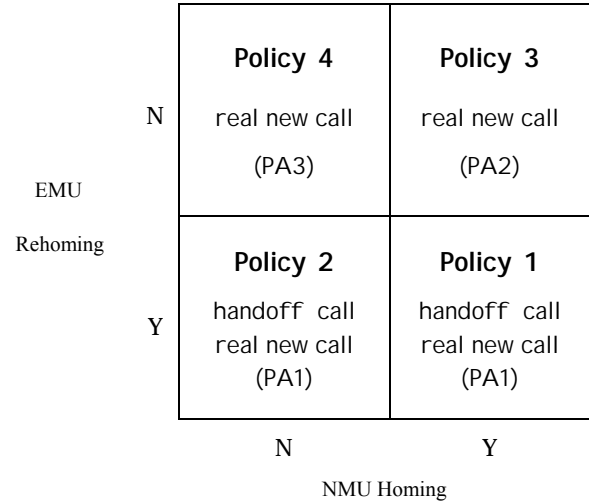 Policy 4
real new call
(PA3)
Policy 3
real new call
(PA2)
N
EMU
Rehoming
Policy 2
handoff call
real new call
(PA1)
Policy 1
handoff call
real new call
(PA1)
Y
N
Y
NMU Homing